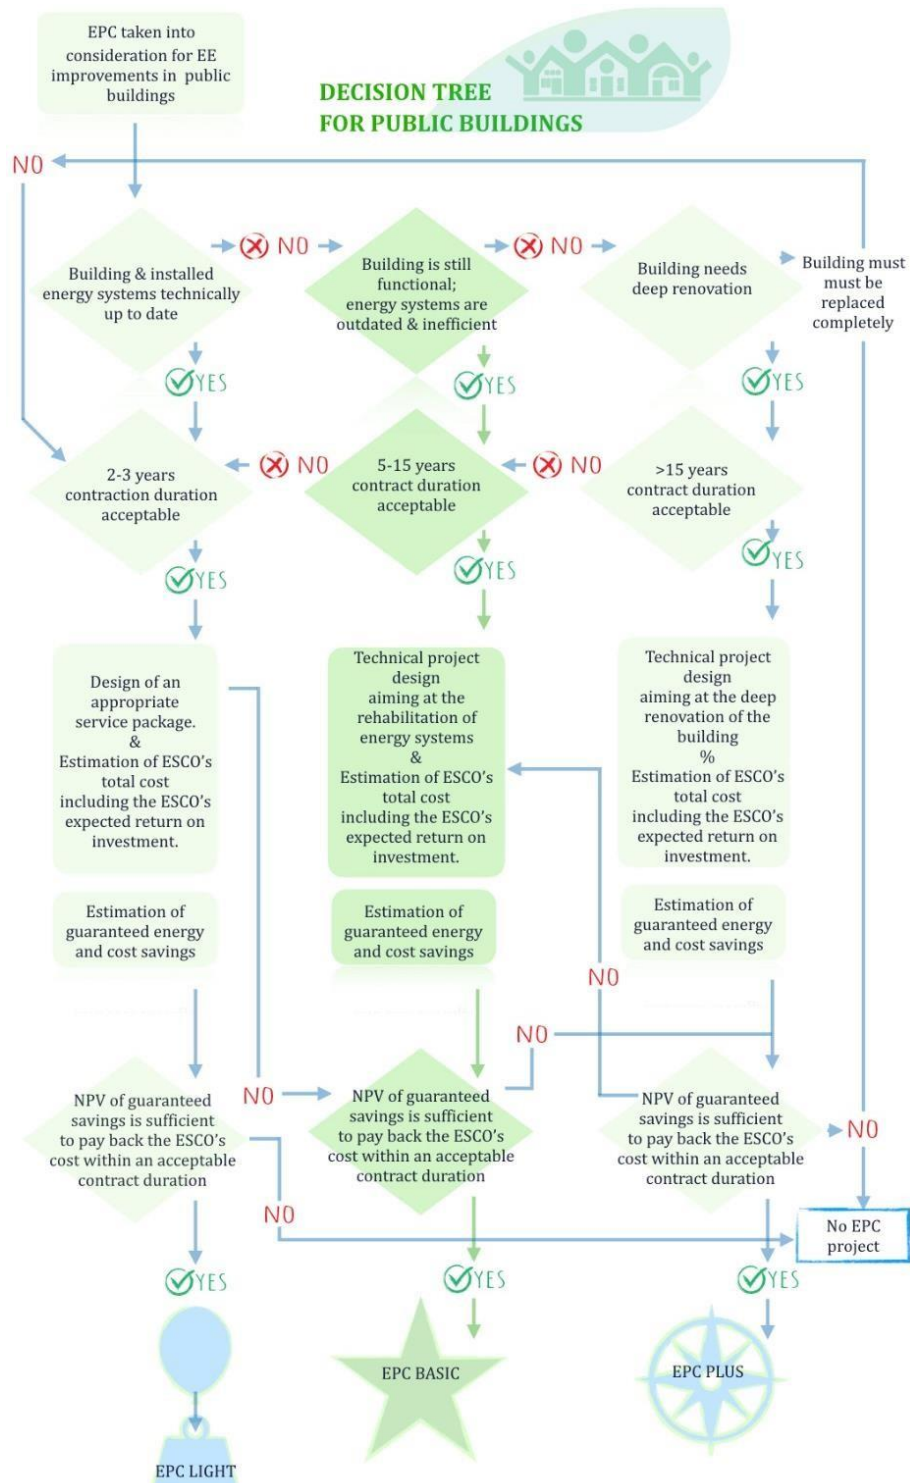 EPC taken into
consideration for EE
improvements in public
buildings
DECISION TREE
FOR PUBLIC BUILDINGS
NO
Building & installed
energy systems technically
up to date
NO
Building is still
functional;
energy systems are
outdated & inefficient
NO
Building needs
deep renovation
Building must
must be
replaced
completely
YES
YES
YES
2-3 years
contraction duration
acceptable
NO
5-15 years
contract duration
acceptable
NO
>15 years
contract duration
acceptable
YES
YES
YES
Design of an
appropriate
service package.
&
Estimation of ESCO's
total cost
including the ESCO's
expected return on
investment.
Technical project
design
aiming at the
rehabilitation of
energy systems
&
Estimation of ESCO's
total cost
including the ESCO's
expected return on
investment.
Technical project
design
aiming at the deep
renovation of the
building
%
Estimation of ESCO's
total cost
including the ESCO's
expected return on
investment.
Estimation of
guaranteed energy
and cost savings
Estimation of
guaranteed energy
and cost savings
Estimation of
guaranteed energy
and cost savings
NO
NO
NPV of guaranteed
savings is sufficient
to pay back the ESCO's
cost within an acceptable
contract duration
NO
NPV of guaranteed
savings is sufficient
to pay back the ESCO's
cost within an acceptable
contract duration
NPV of guaranteed
savings is sufficient
to pay back the ESCO's
cost within an acceptable
contract duration
NO
NO
No EPC
project
YES
YES
YES
EPC LIGHT
EPC BASIC
EPC PLUS